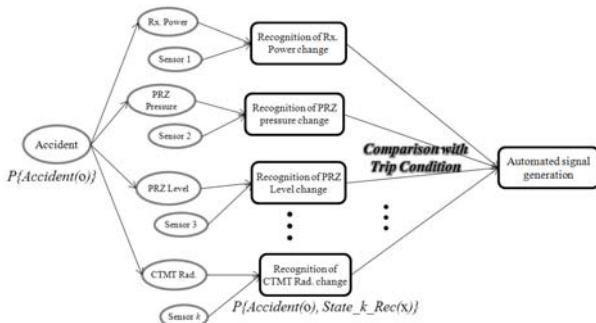 Rx. Power
Sensor 1
Recognition of Rx.
Power change
PRZ
Pressure
Sensor 2
Recognition of PRZ
pressure change
Accident
P{Accident(o)}
Comparison with
Trip Condition
Automated signal
generation
PRZ Level
Sensor 3
Recognition of PRZ
Level change
CTMT Rad.
Sensor k
Recognition of
CTMT Rad. change
P{Accident(o), State_k_Rec(x)}